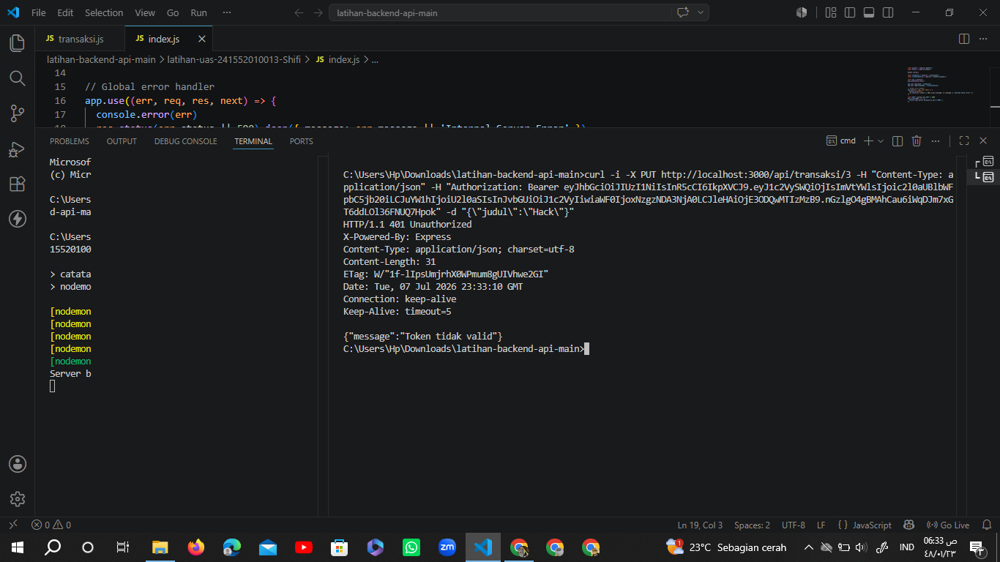 File Edit Selection View Go Run ···
latihan-backend-api-main
JS transaksi.js
JS index.js
latihan-backend-api-main > latihan-uas-241552010013-Shifi > JS index.js > ...
14
15 // Global error handler
16 app.use((err, req, res, next) => {
17 console.error(err)
18 res.status(err.status || 500).json({ message: err.message || 'Internal Server Error' })
PROBLEMS OUTPUT DEBUG CONSOLE TERMINAL PORTS
cmd
Microsof
(c) Micr
C:\Users
d-api-ma
C:\Users
15520100
> catata
> nodemo
[nodemon
[nodemon
[nodemon
[nodemon
[nodemon
Server b
C:\Users\Hp\Downloads\latihan-backend-api-main>curl -i -X PUT http://localhost:3000/api/transaksi/3 -H "Content-Type: a
pplication/json" -H "Authorization: Bearer eyJhbGciOiJIUzI1NiIsInR5cCI6IkpXVCJ9.eyJ1c2VySWQiOjIsImVtYWlsIjoic2l0aUBlbWF
pbC5jb20iLCJuYW1hIjoiU2l0aSIsInJvbGUiOiJ1c2VyIiwiaWF0IjoxNzgzNDA3NjA0LCJleHAiOjE3ODQwMTIzMzB9.nGzlgO4gBMAhCau6iWqDJm7xG
T6ddLOl36FNUQ7Hpok" -d "{\"judul\":\"Hack\"}"
HTTP/1.1 401 Unauthorized
X-Powered-By: Express
Content-Type: application/json; charset=utf-8
Content-Length: 31
ETag: W/"1f-lIpsUmjrhX0WPmum8gUIVhwe2GI"
Date: Tue, 07 Jul 2026 23:33:10 GMT
Connection: keep-alive
Keep-Alive: timeout=5
{"message":"Token tidak valid"}
C:\Users\Hp\Downloads\latihan-backend-api-main>
0 0
Ln 19, Col 3 Spaces: 2 UTF-8 LF { } JavaScript Go Live
zm
1
23°C Sebagian cerah
IND
06:33 ص
٤٨/٠١/٢٣
٣